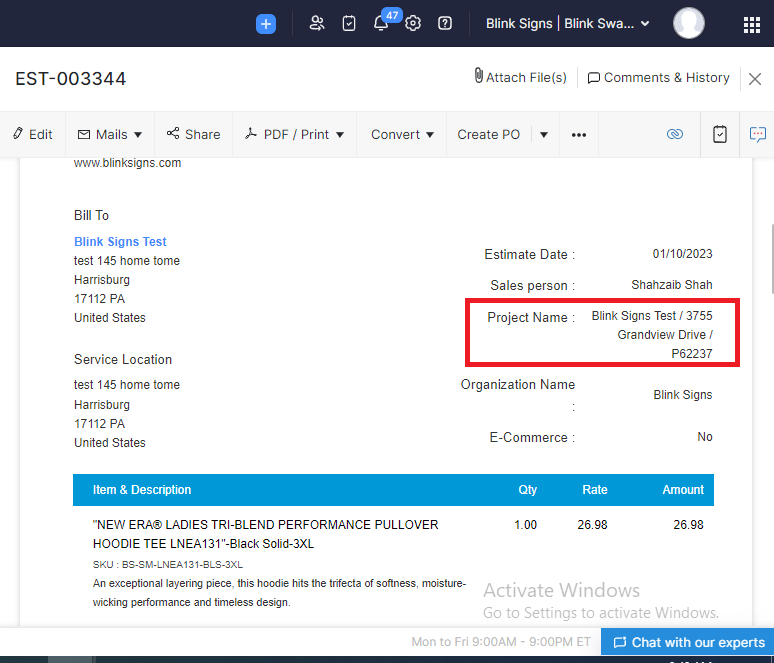 47
Blink Signs | Blink Swa...
EST-003344
Attach File(s)
Comments & History
Edit
Mails
Share
PDF / Print
Convert
Create PO
www.blinksigns.com
Bill To
Blink Signs Test
test 145 home tome
Harrisburg
17112 PA
United States
Estimate Date : 01/10/2023
Sales person : Shahzaib Shah
Project Name : Blink Signs Test / 3755
Grandview Drive /
P62237
Service Location
test 145 home tome
Harrisburg
17112 PA
United States
Organization Name
: Blink Signs
E-Commerce : No
Item & Description Qty Rate Amount
"NEW ERA® LADIES TRI-BLEND PERFORMANCE PULLOVER 1.00 26.98 26.98
HOODIE TEE LNEA131"-Black Solid-3XL
SKU : BS-SM-LNEA131-BLS-3XL
An exceptional layering piece, this hoodie hits the trifecta of softness, moisture-
wicking performance and timeless design.
Activate Windows
Go to Settings to activate Windows.
Mon to Fri 9:00AM - 9:00PM ET
Chat with our experts